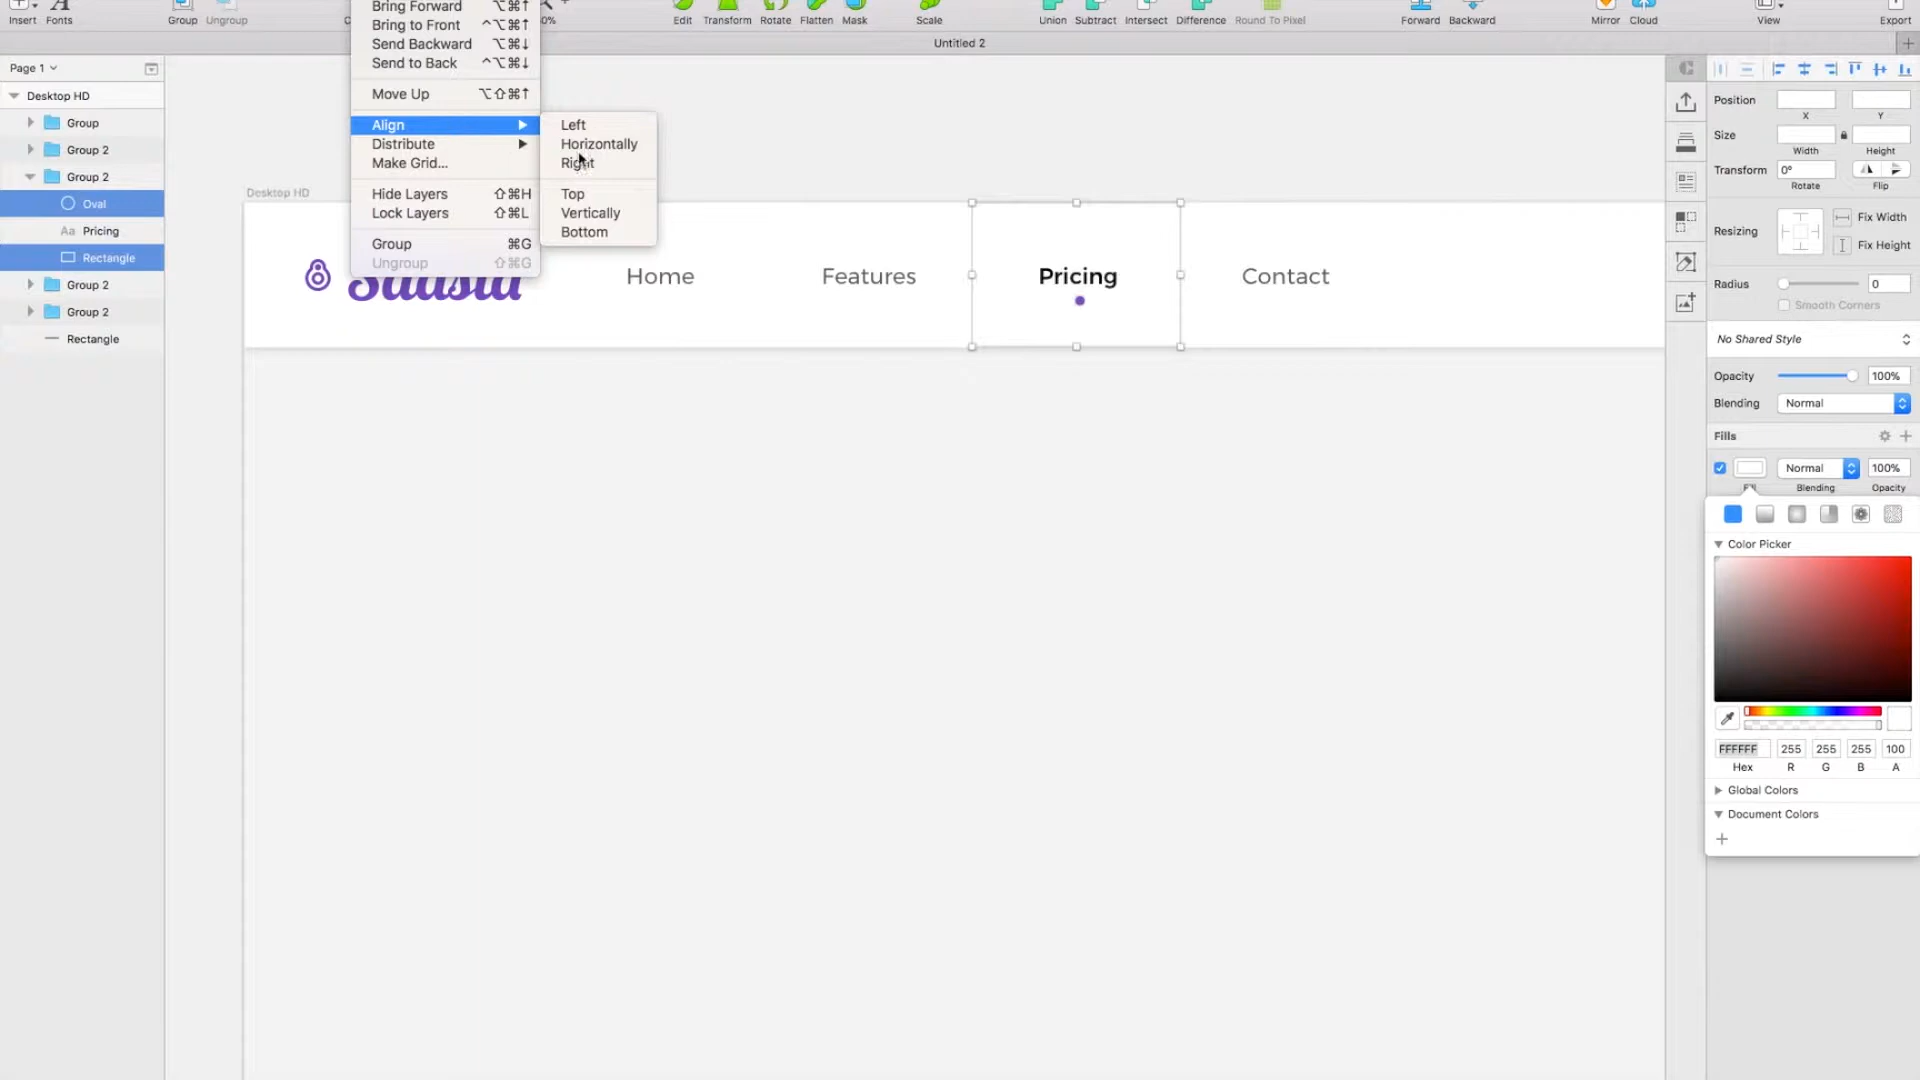 Bring Forward ⌥⌘↑
Bring to Front ^⌥⌘↑
Send Backward ⌥⌘↓
Send to Back ^⌥⌘↓
Move Up ⌥⇧⌘↑
Align
Distribute
Make Grid...
Hide Layers ⇧⌘H
Lock Layers ⇧⌘L
Group ⌘G
Ungroup ⇧⌘G
Left
Horizontally
Right
Top
Vertically
Bottom
Insert Fonts Group Ungroup 0% Edit Transform Rotate Flatten Mask Scale Union Subtract Intersect Difference Round To Pixel Forward Backward Mirror Cloud View Export
Untitled 2
Page 1
Desktop HD
Group
Group 2
Group 2
Oval
Aa Pricing
Rectangle
Group 2
Group 2
Rectangle
Desktop HD
Saasta Home Features Pricing Contact
Position
X Y
Size
Width Height
Transform 0°
Rotate Flip
Resizing
Fix Width
Fix Height
Radius 0
Smooth Corners
No Shared Style
Opacity 100%
Blending Normal
Fills
Normal 100%
Fill Blending Opacity
Color Picker
FFFFFF 255 255 255 100
Hex R G B A
Global Colors
Document Colors